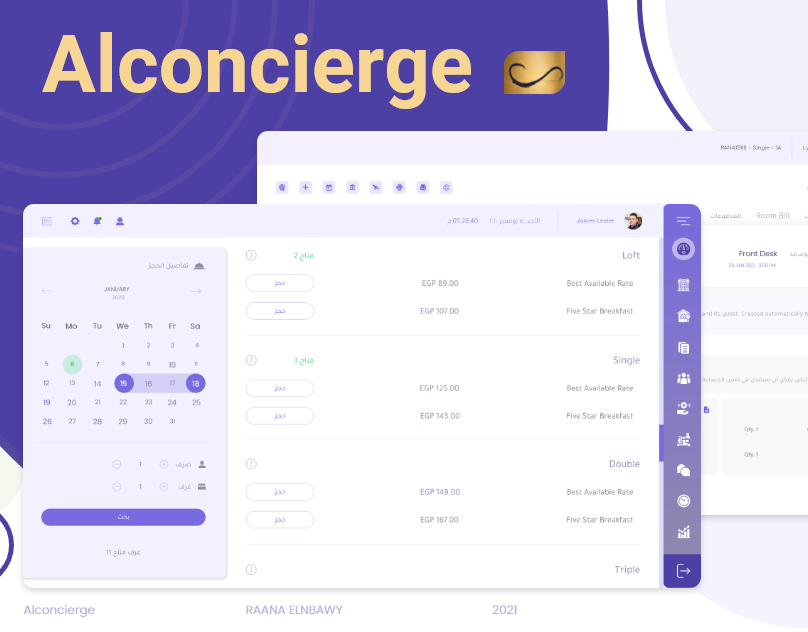 Alconcierge
RANA1580 > Single > 1A
المدفوعات
Room Bill
Front Desk
23 JAN 2021 3:05 PM
and its guest. Created automatically
Qty. 1
Qty. 1
05:26:40 م
الأحد, ١٤ نوفمبر, ٢٠٢٠
James Lester
تفاصيل الحجز
JANUARY
2020
Su Mo Tu We Th Fr Sa
1 2 3 4
5 6 7 8 9 10 11
12 13 14 15 16 17 18
19 20 21 22 23 24 25
26 27 28 29 30 31
ضيف 1
غرف 1
بحث
غرف متاح 11
متاح 2
Loft
حجز
EGP 89.00
Best Available Rate
حجز
EGP 107.00
Five Star Breakfast
متاح 3
Single
حجز
EGP 125.00
Best Available Rate
حجز
EGP 143.00
Five Star Breakfast
Double
حجز
EGP 149.00
Best Available Rate
حجز
EGP 167.00
Five Star Breakfast
Triple
Alconcierge
RAANA ELNBAWY
2021